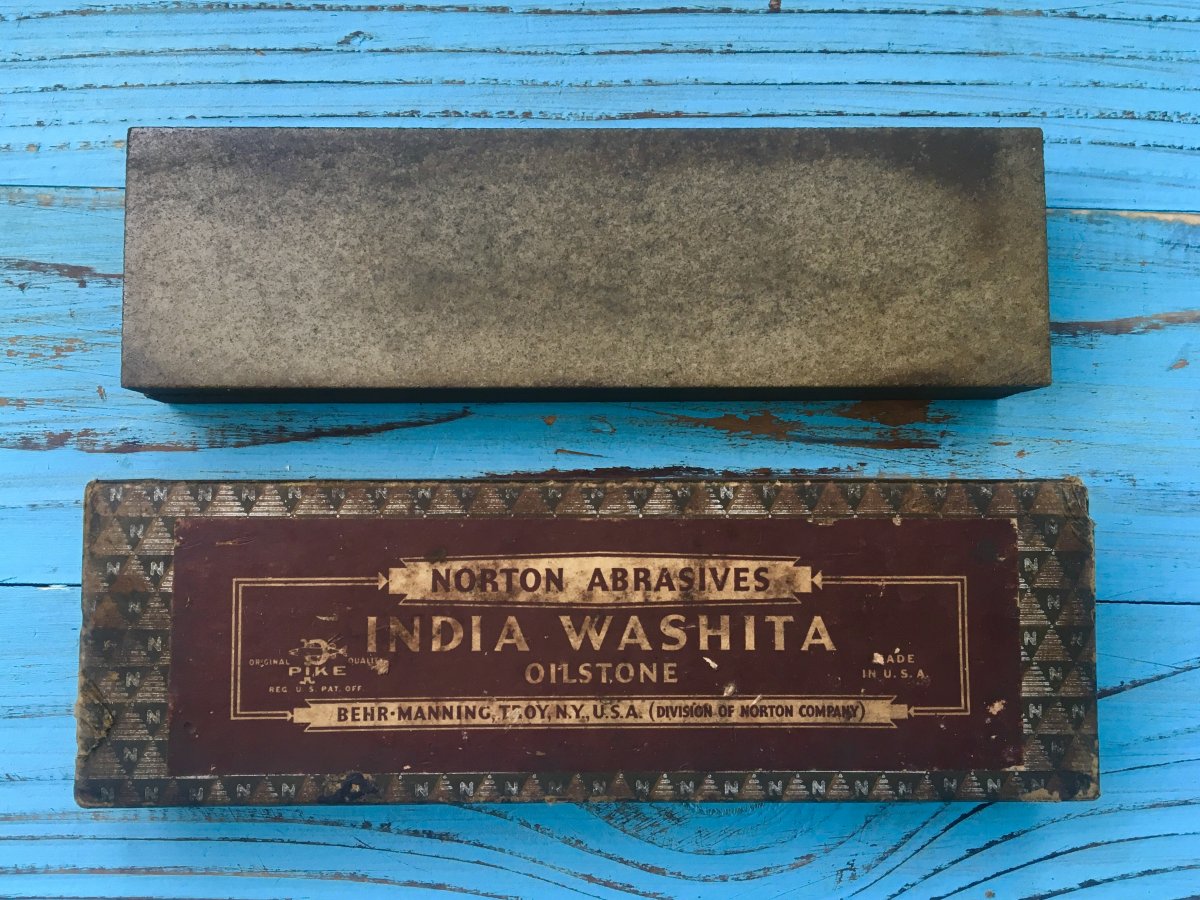 NORTON ABRASIVES
INDIA WASHITA
OILSTONE
ORIGINAL PIKE QUALITY
REG. U.S. PAT. OFF.
MADE
IN U.S.A.
BEHR-MANNING, TROY, N.Y., U.S.A. (DIVISION OF NORTON COMPANY)